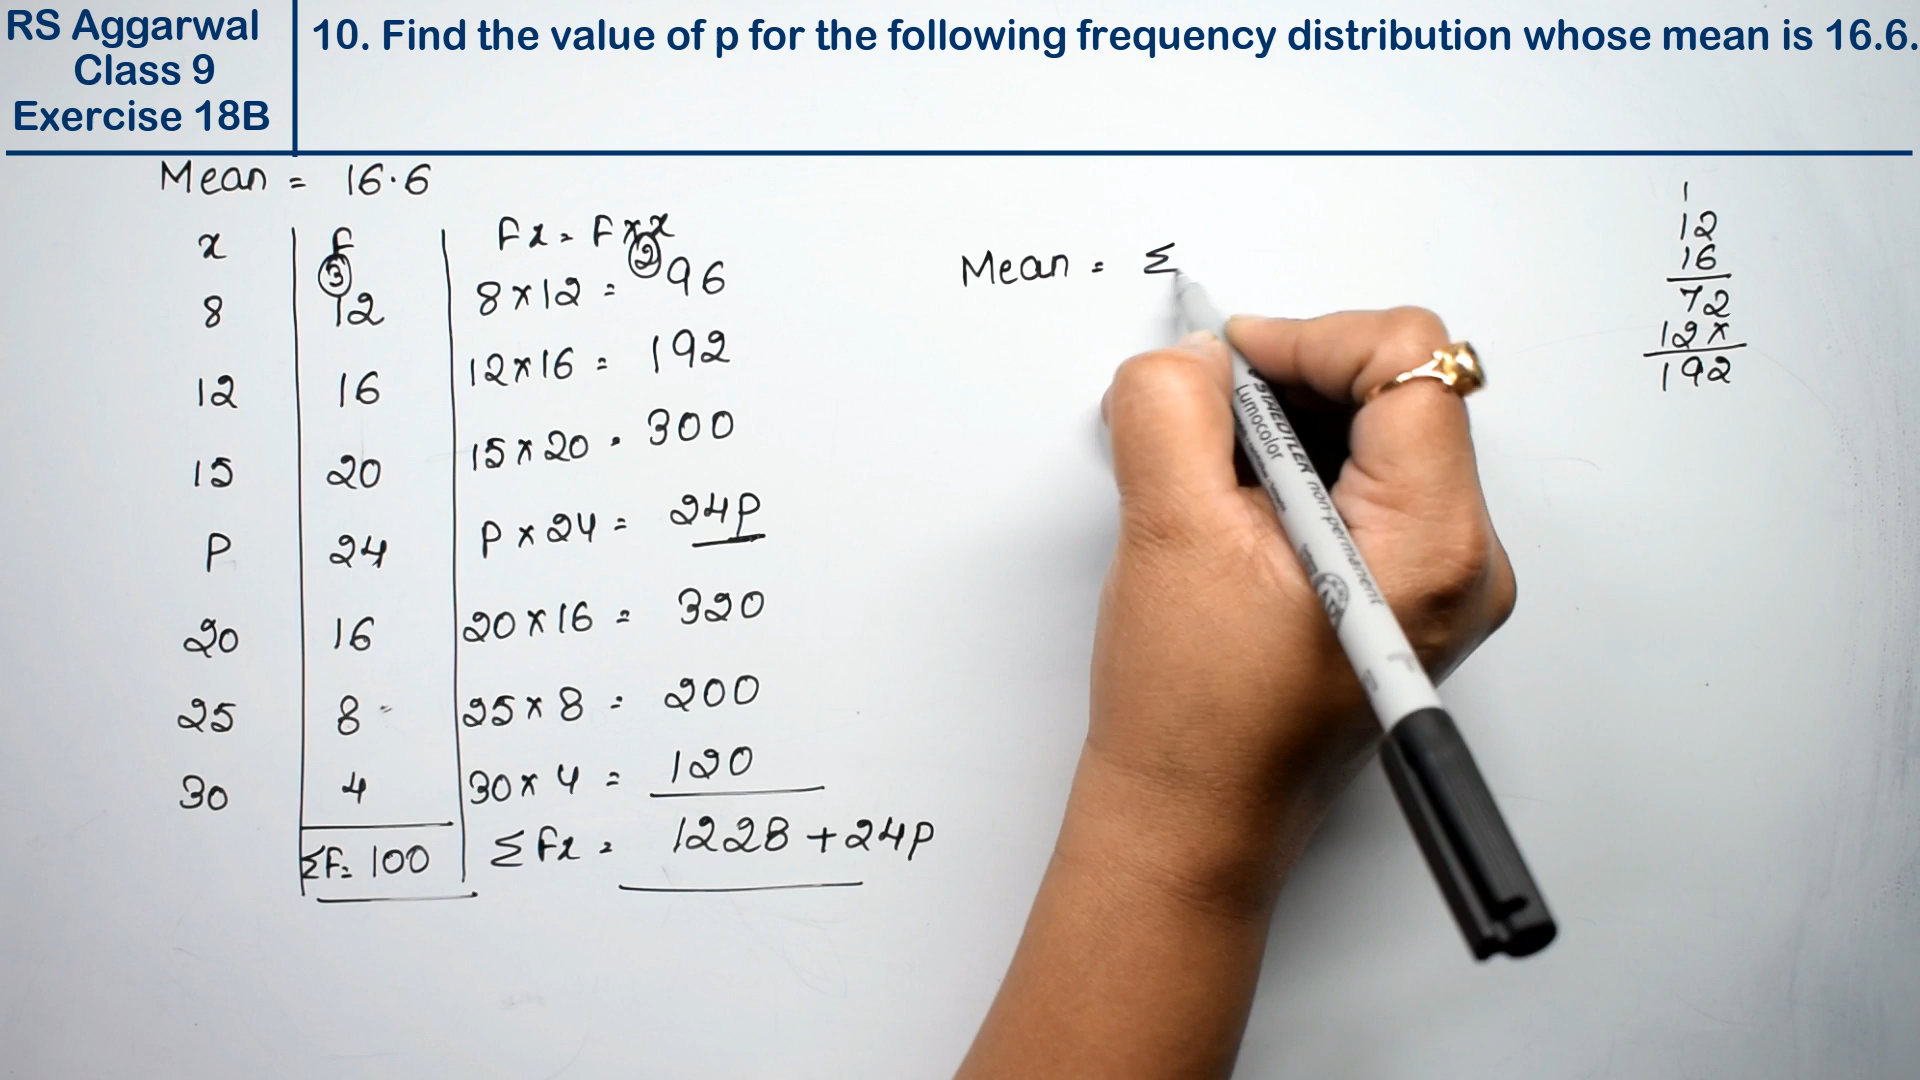 RS Aggarwal
Class 9
Exercise 18B
10. Find the value of p for the following frequency distribution whose mean is 16.6.
Mean = 16.6
x f fx = f × x
3 2
8 12 8 × 12 = 96
12 16 12 × 16 = 192
15 20 15 × 20 = 300
P 24 P × 24 = 24P
20 16 20 × 16 = 320
25 8 25 × 8 = 200
30 4 30 × 4 = 120
Σf = 100 Σfx = 1228 + 24P
Mean = Σ
1
12
16
72
12×
192
STAEDTLER non-permanent
Lumocolor